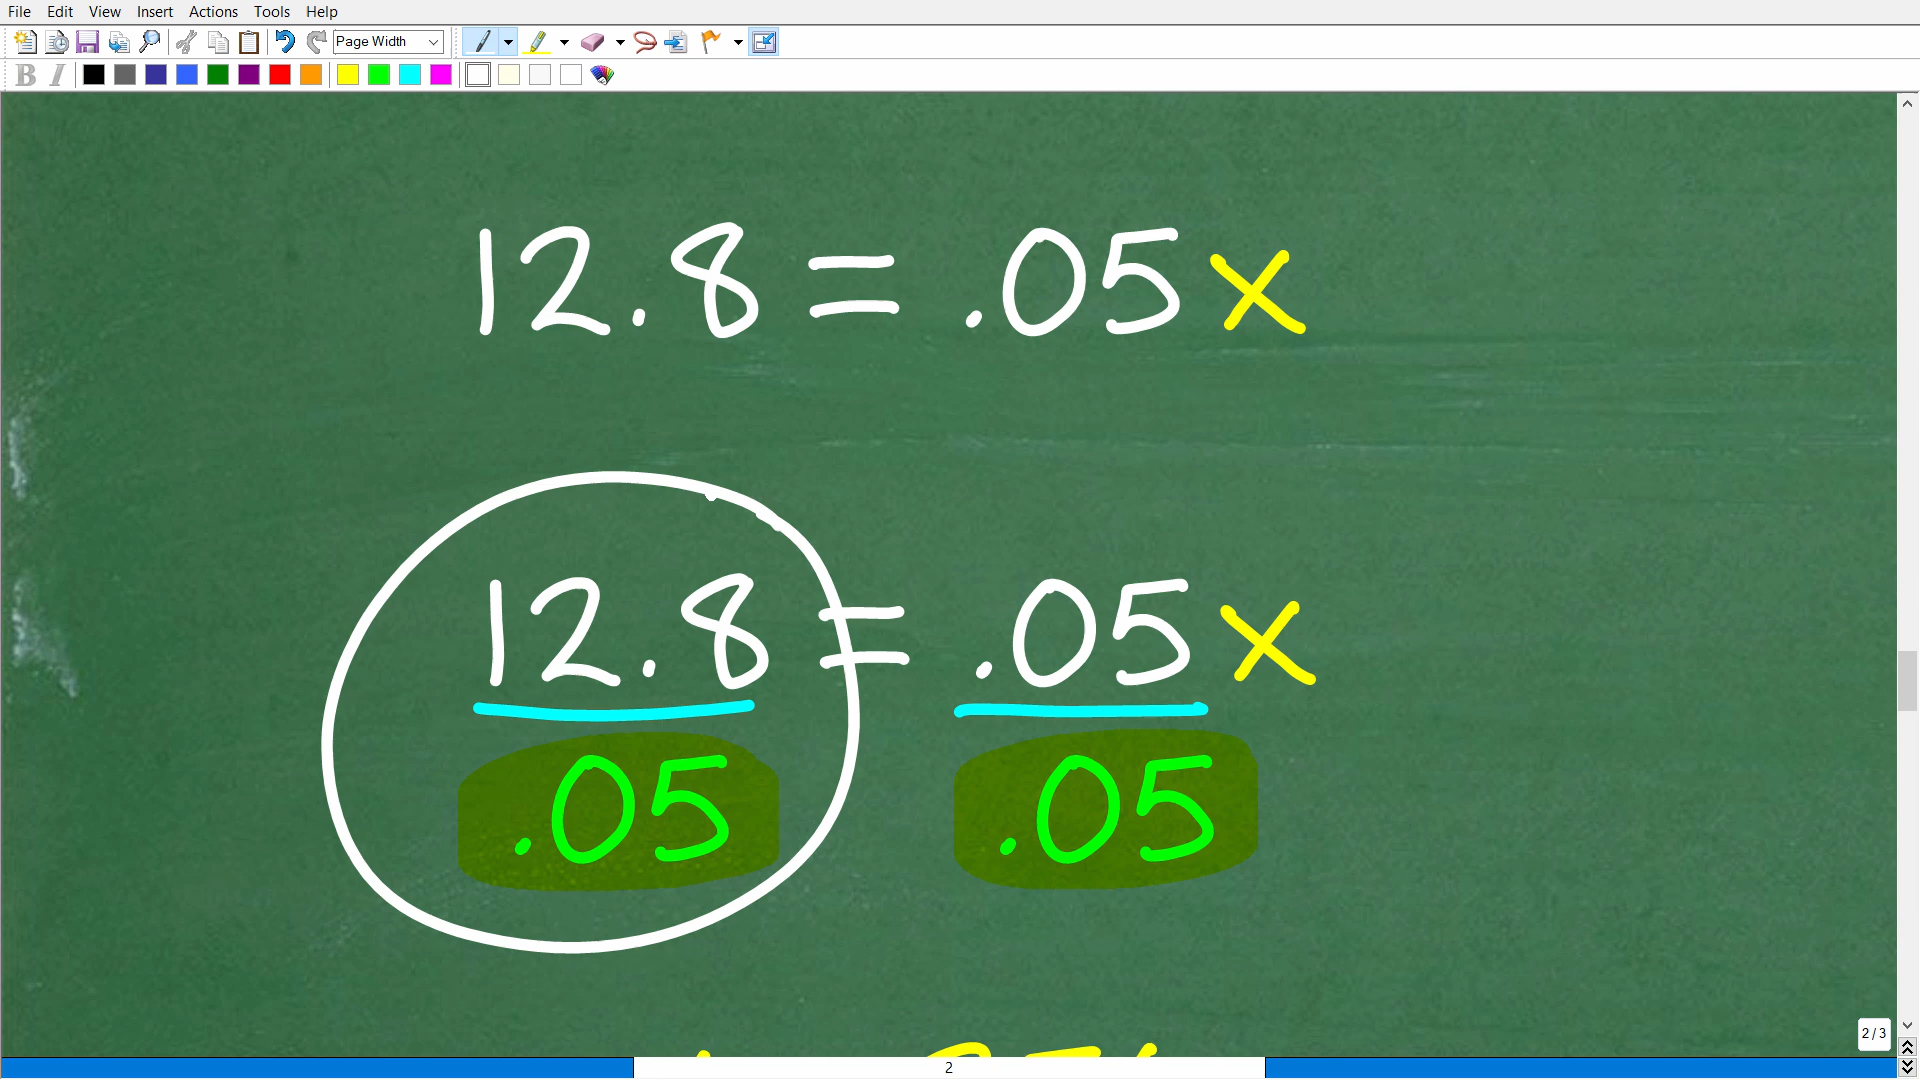 File Edit View Insert Actions Tools Help
Page Width
B I
12.8 = .05x
12.8 = .05x
.05 .05
2 / 3
2